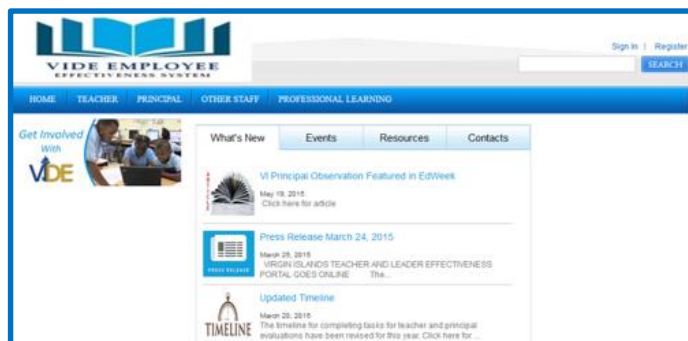 VIDE EMPLOYEE
EFFECTIVENESS SYSTEM
Sign In | Register
SEARCH
HOME TEACHER PRINCIPAL OTHER STAFF PROFESSIONAL LEARNING
Get Involved
With
VIDE
What's New Events Resources Contacts
ARTICLE
VI Principal Observation Featured in EdWeek
May 19, 2015
Click here for article
PRESS RELEASE
Press Release March 24, 2015
March 25, 2015
VIRGIN ISLANDS TEACHER AND LEADER EFFECTIVENESS
PORTAL GOES ONLINE The...
TIMELINE
Updated Timeline
March 20, 2015
The timeline for completing tasks for teacher and principal
evaluations have been revised for this year. Click here for ...